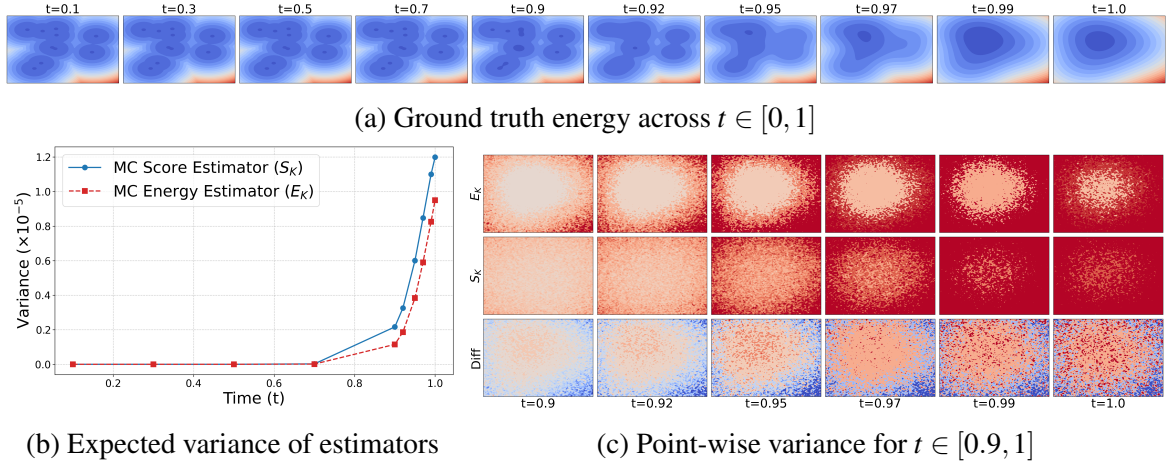 t=0.1 t=0.3 t=0.5 t=0.7 t=0.9 t=0.92 t=0.95 t=0.97 t=0.99 t=1.0
(a) Ground truth energy across t ∈ [0, 1]
Variance (×10⁻⁵)
1.2
1.0
0.8
0.6
0.4
0.2
0.0
MC Score Estimator (S_K)
MC Energy Estimator (E_K)
0.2 0.4 0.6 0.8 1.0
Time (t)
(b) Expected variance of estimators
E_K
S_K
Diff
t=0.9 t=0.92 t=0.95 t=0.97 t=0.99 t=1.0
(c) Point-wise variance for t ∈ [0.9, 1]